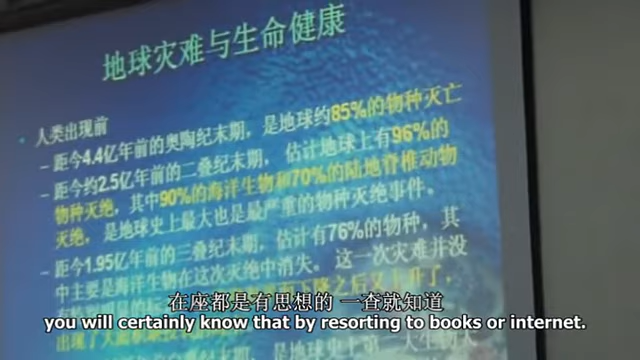 地球灾难与生命健康
• 人类出现前
– 距今4.4亿年前的奥陶纪末期，是地球约85%的物种灭亡
– 距今约2.5亿年前的二叠纪末期，估计地球上有96%的
物种灭绝，其中90%的海洋生物和70%的陆地脊椎动物
灭绝，是地球史上最大也是最严重的物种灭绝事件。
– 距今1.95亿年前的三叠纪末期，估计有76%的物种，其
中主要是海洋生物在这次灭绝中消失。这一次灾难并没
在座都是有思想的 一查就知道
you will certainly know that by resorting to books or internet.